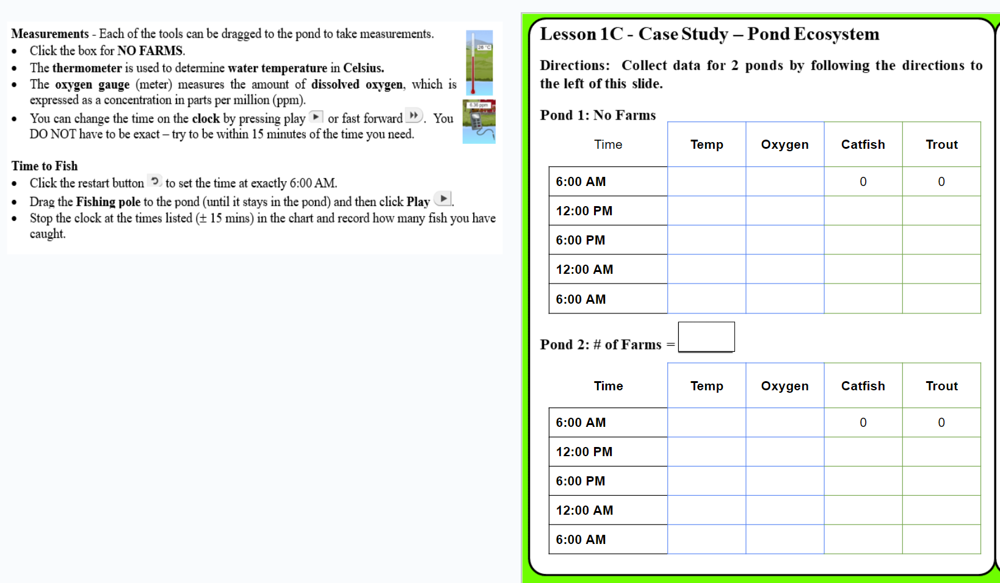 Measurements - Each of the tools can be dragged to the pond to take measurements.
• Click the box for NO FARMS.
• The thermometer is used to determine water temperature in Celsius.
• The oxygen gauge (meter) measures the amount of dissolved oxygen, which is
expressed as a concentration in parts per million (ppm).
• You can change the time on the clock by pressing play or fast forward. You
DO NOT have to be exact – try to be within 15 minutes of the time you need.
26 °C
6.36 ppm
Time to Fish
• Click the restart button to set the time at exactly 6:00 AM.
• Drag the Fishing pole to the pond (until it stays in the pond) and then click Play.
• Stop the clock at the times listed (± 15 mins) in the chart and record how many fish you have
caught.
Lesson 1C - Case Study – Pond Ecosystem
Directions: Collect data for 2 ponds by following the directions to
the left of this slide.
Pond 1: No Farms
Time Temp Oxygen Catfish Trout
6:00 AM 0 0
12:00 PM
6:00 PM
12:00 AM
6:00 AM
Pond 2: # of Farms =
Time Temp Oxygen Catfish Trout
6:00 AM 0 0
12:00 PM
6:00 PM
12:00 AM
6:00 AM